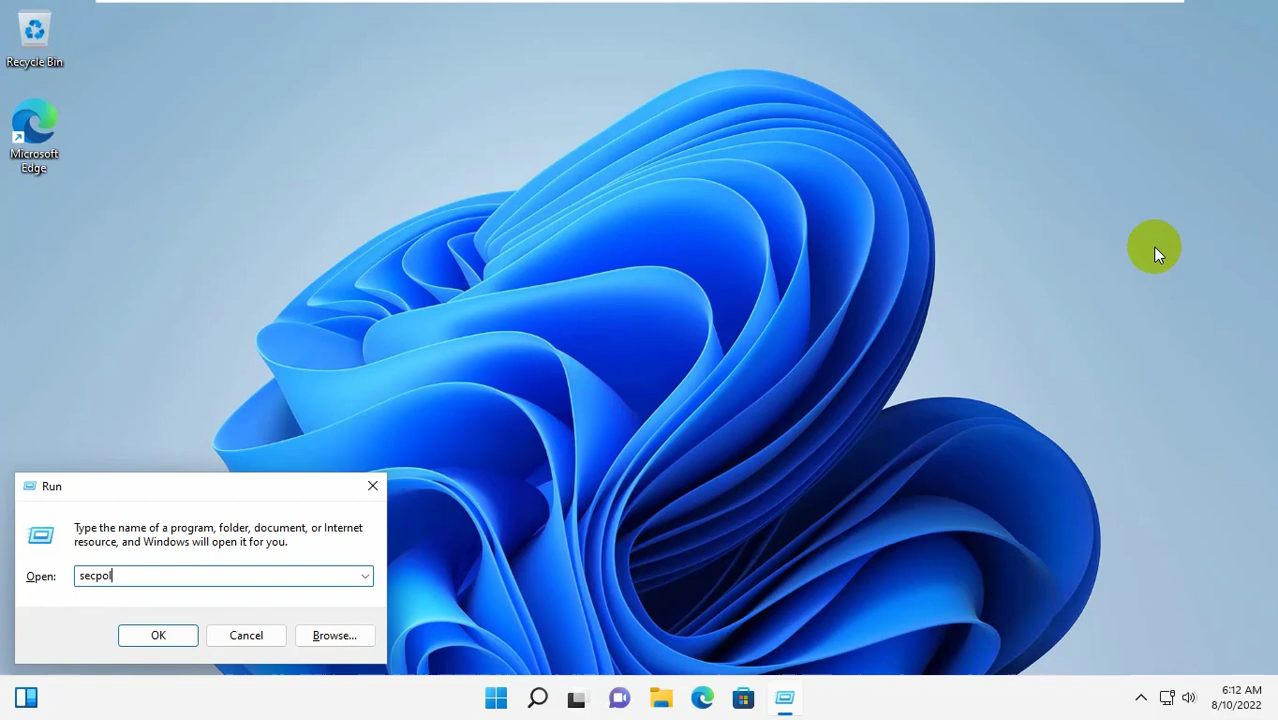 Recycle Bin
Microsoft
Edge
Run
Type the name of a program, folder, document, or Internet
resource, and Windows will open it for you.
Open:
secpol
OK
Cancel
Browse...
6:12 AM
8/10/2022